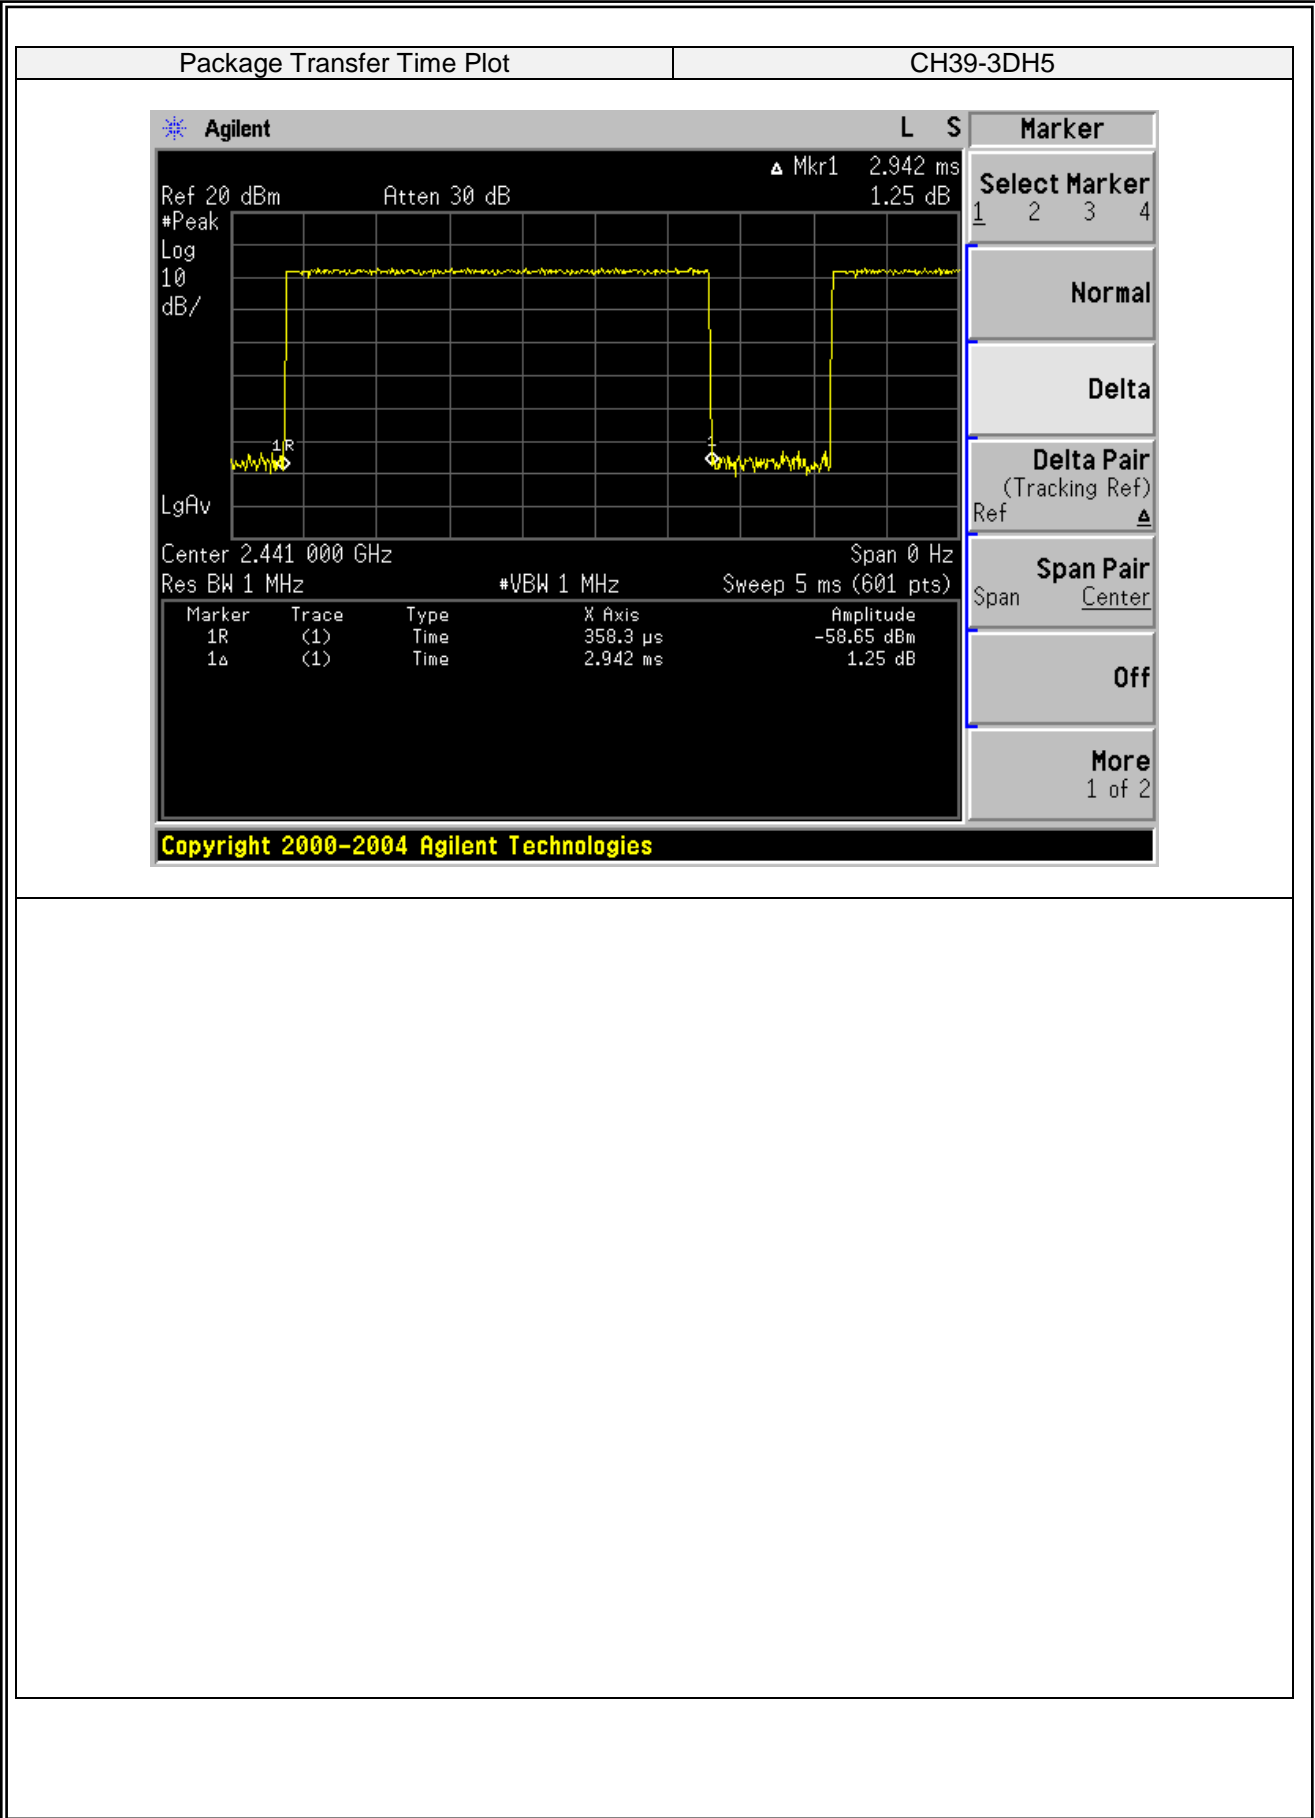 Package Transfer Time Plot CH39-3DH5
Agilent L S Marker
Δ Mkr1 2.942 ms
Ref 20 dBm Atten 30 dB 1.25 dB
#Peak
Log
10
dB/
1R
1
LgAv
Center 2.441 000 GHz Span 0 Hz
Res BW 1 MHz #VBW 1 MHz Sweep 5 ms (601 pts)
Marker Trace Type X Axis Amplitude
1R (1) Time 358.3 µs -58.65 dBm
1Δ (1) Time 2.942 ms 1.25 dB
Select Marker
1 2 3 4
Normal
Delta
Delta Pair
(Tracking Ref)
Ref Δ
Span Pair
Span Center
Off
More
1 of 2
Copyright 2000-2004 Agilent Technologies